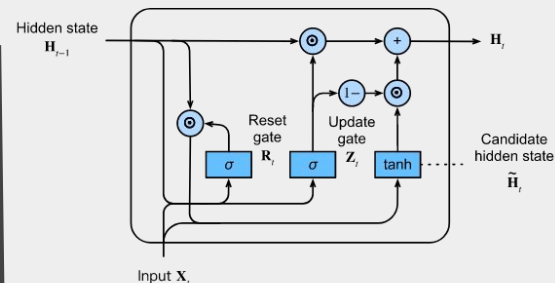 Hidden state
H_{t−1}
H_t
+
1−
Reset
gate
R_t
Update
gate
Z_t
σ
σ
tanh
Candidate
hidden state
H̃_t
Input X_t